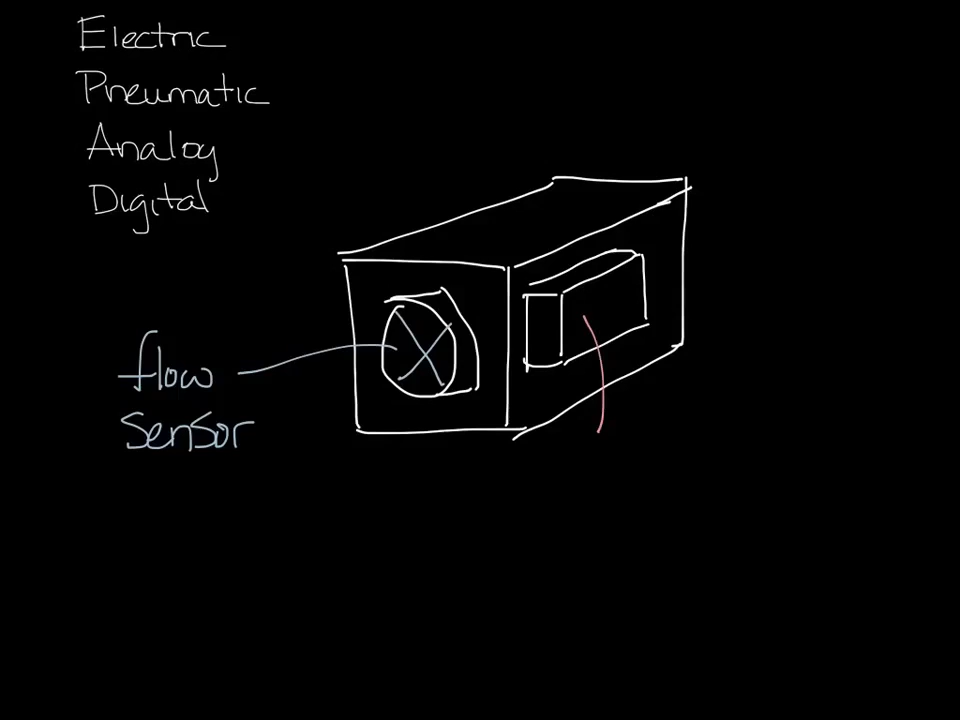 Electric
Pneumatic
Analog
Digital
flow
Sensor